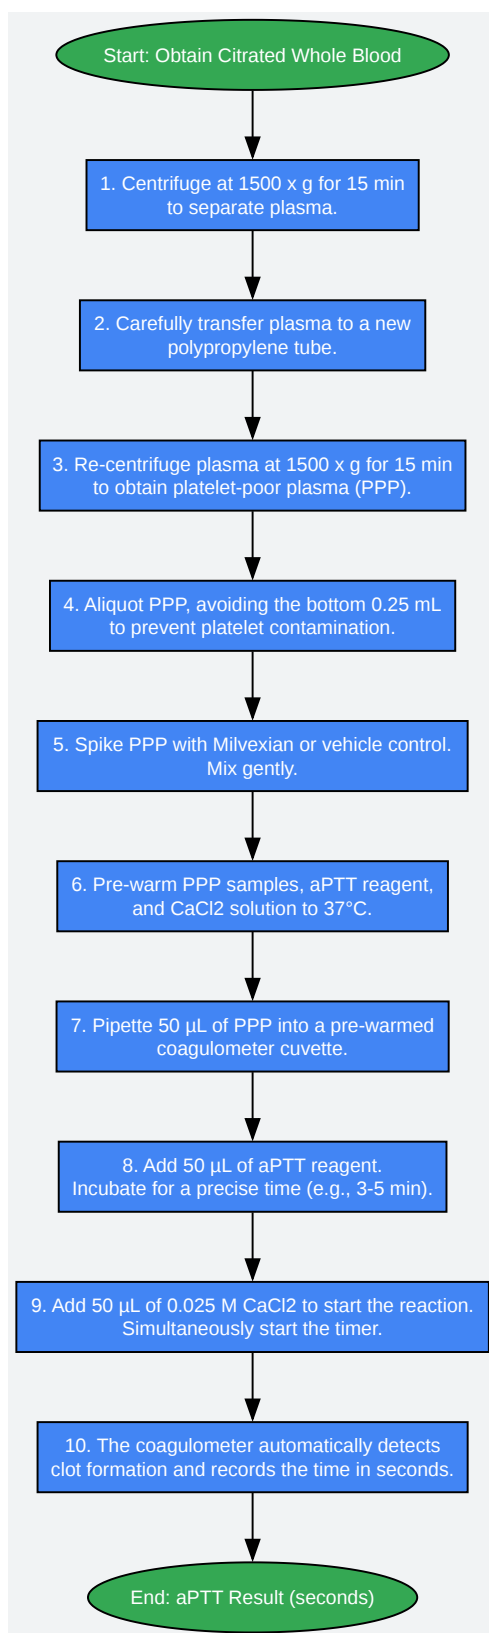 Start: Obtain Citrated Whole Blood
1. Centrifuge at 1500 x g for 15 min
to separate plasma.
2. Carefully transfer plasma to a new
polypropylene tube.
3. Re-centrifuge plasma at 1500 x g for 15 min
to obtain platelet-poor plasma (PPP).
4. Aliquot PPP, avoiding the bottom 0.25 mL
to prevent platelet contamination.
5. Spike PPP with Milvexian or vehicle control.
Mix gently.
6. Pre-warm PPP samples, aPTT reagent,
and CaCl2 solution to 37°C.
7. Pipette 50 µL of PPP into a pre-warmed
coagulometer cuvette.
8. Add 50 µL of aPTT reagent.
Incubate for a precise time (e.g., 3-5 min).
9. Add 50 µL of 0.025 M CaCl2 to start the reaction.
Simultaneously start the timer.
10. The coagulometer automatically detects
clot formation and records the time in seconds.
End: aPTT Result (seconds)